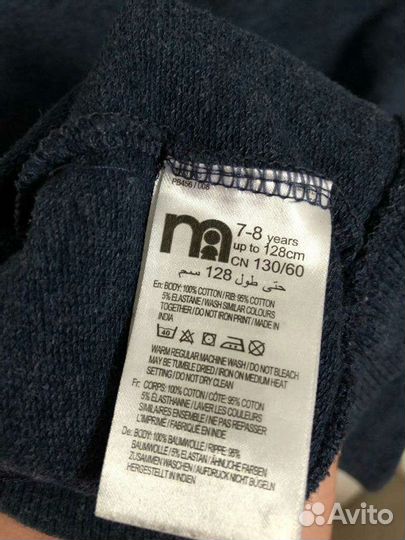 PB456 / 008
7-8 years
up to 128cm
CN 130/60
حتى طول 128 سم
En: BODY: 100% COTTON / RIB: 95% COTTON
5% ELASTANE / WASH SIMILAR COLOURS
TOGETHER / DO NOT IRON PRINT / MADE IN
INDIA
40
WARM REGULAR MACHINE WASH / DO NOT BLEACH
MAY BE TUMBLE DRIED / IRON ON MEDIUM HEAT
SETTING / DO NOT DRY CLEAN
Fr: CORPS: 100% COTON / CÔTE: 95% COTON
5% ÉLASTHANNE / LAVER LES COULEURS
SIMILAIRES ENSEMBLE / NE PAS REPASSER
L'IMPRIMÉ / FABRIQUÉ EN INDE
De: BODY: 100% BAUMWOLLE / RIPPE: 95%
BAUMWOLLE / 5% ELASTAN / ÄHNLICHE FARBEN
ZUSAMMEN WASCHEN / AUFDRUCK NICHT BÜGELN
HERGESTELLT IN INDIEN
Avito